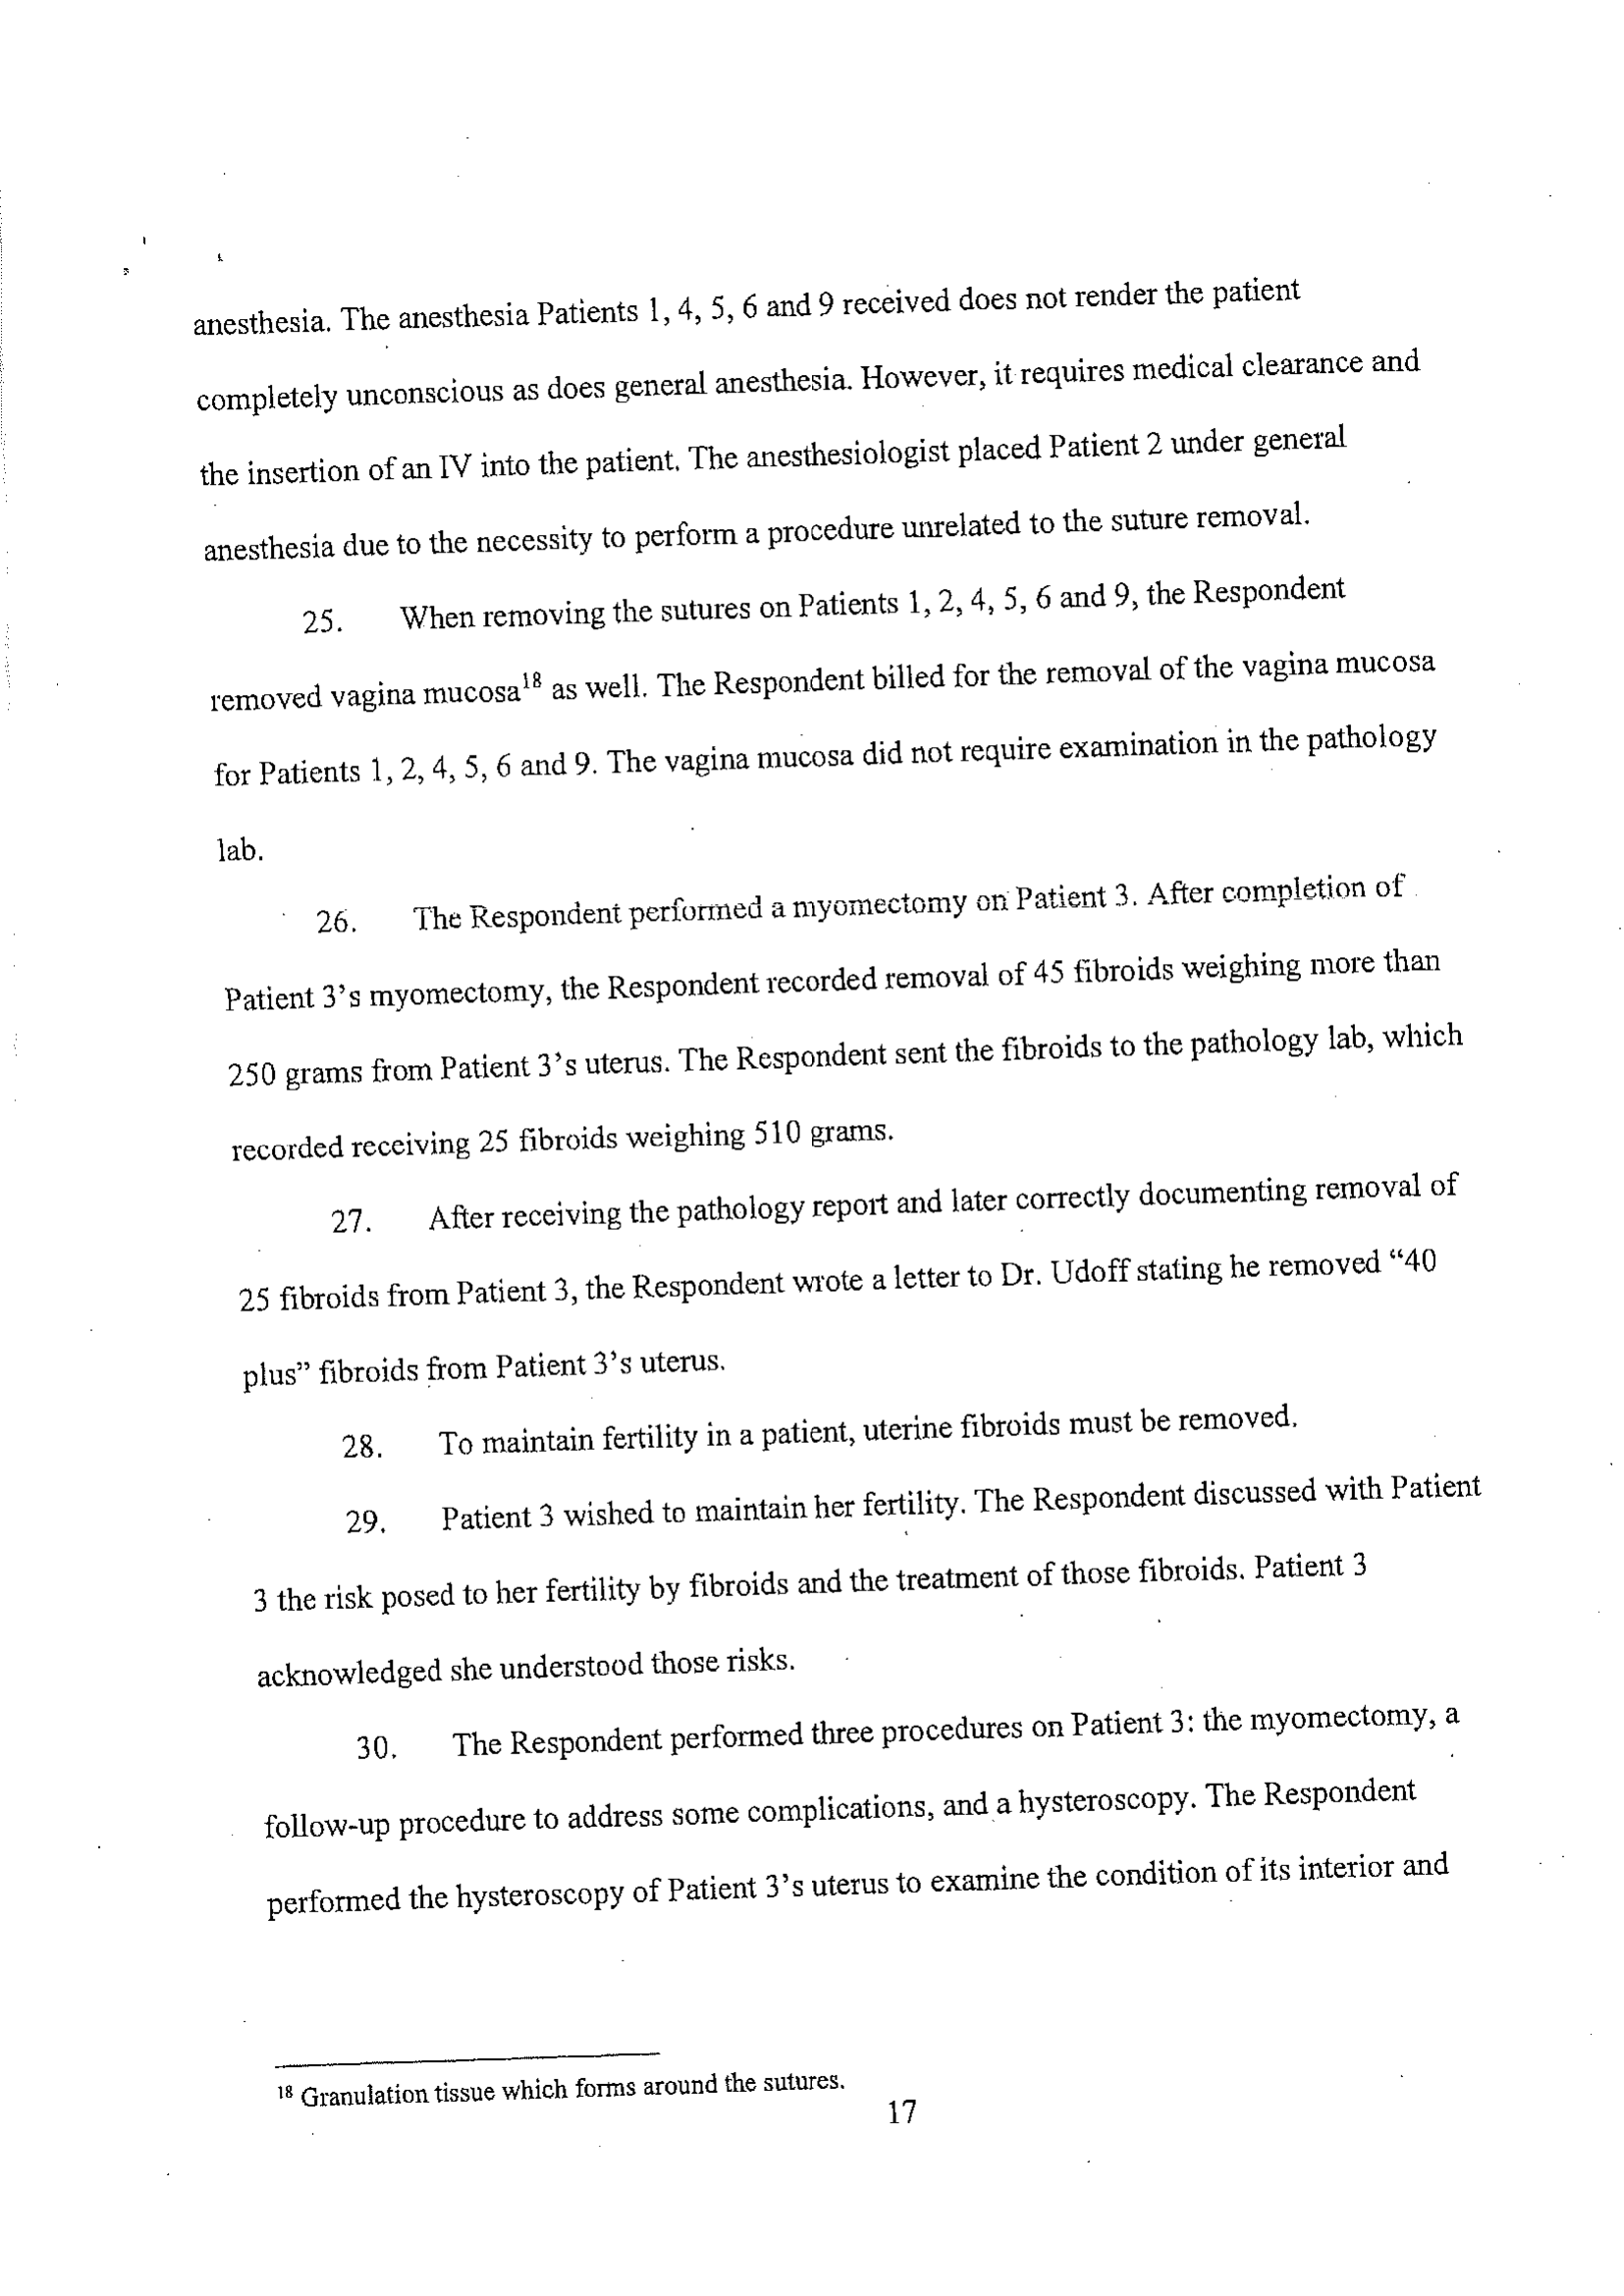 anesthesia. The anesthesia Patients 1, 4, 5, 6 and 9 received does not render the patient
completely unconscious as does general anesthesia. However, it requires medical clearance and
the insertion of an IV into the patient. The anesthesiologist placed Patient 2 under general
anesthesia due to the necessity to perform a procedure unrelated to the suture removal.
25. When removing the sutures on Patients 1, 2, 4, 5, 6 and 9, the Respondent
removed vagina mucosa18 as well. The Respondent billed for the removal of the vagina mucosa
for Patients 1, 2, 4, 5, 6 and 9. The vagina mucosa did not require examination in the pathology
lab.
26. The Respondent performed a myomectomy on Patient 3. After completion of
Patient 3’s myomectomy, the Respondent recorded removal of 45 fibroids weighing more than
250 grams from Patient 3’s uterus. The Respondent sent the fibroids to the pathology lab, which
recorded receiving 25 fibroids weighing 510 grams.
27. After receiving the pathology report and later correctly documenting removal of
25 fibroids from Patient 3, the Respondent wrote a letter to Dr. Udoff stating he removed “40
plus” fibroids from Patient 3’s uterus.
28. To maintain fertility in a patient, uterine fibroids must be removed.
29. Patient 3 wished to maintain her fertility. The Respondent discussed with Patient
3 the risk posed to her fertility by fibroids and the treatment of those fibroids. Patient 3
acknowledged she understood those risks.
30. The Respondent performed three procedures on Patient 3: the myomectomy, a
follow-up procedure to address some complications, and a hysteroscopy. The Respondent
performed the hysteroscopy of Patient 3’s uterus to examine the condition of its interior and
18 Granulation tissue which forms around the sutures.
17